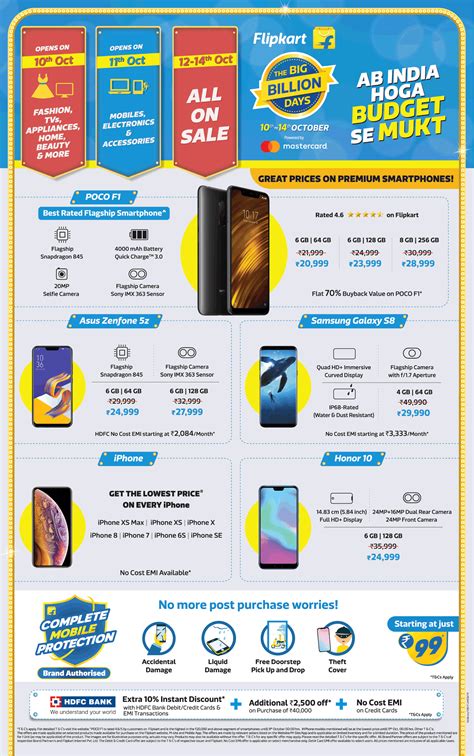 OPENS ON
10th Oct
FASHION,
TVs,
APPLIANCES,
HOME,
BEAUTY
& MORE
OPENS ON
11th Oct
MOBILES,
ELECTRONICS
&
ACCESSORIES
12-14th Oct
ALL
ON
SALE
Flipkart
THE BIG
BILLION
DAYS
10th-14th OCTOBER
Powered by
mastercard
AB INDIA
HOGA
BUDGET
SE MUKT
GREAT PRICES ON PREMIUM SMARTPHONES!
POCO F1
Best Rated Flagship Smartphone*
Flagship
Snapdragon 845
4000 mAh Battery
Quick Charge™ 3.0
20MP
Selfie Camera
Flagship Camera
Sony IMX 363 Sensor
Rated 4.6 ★★★★★ on Flipkart
6 GB | 64 GB
₹21,999
₹20,999
6 GB | 128 GB
₹24,999
₹23,999
8 GB | 256 GB
₹30,999
₹28,999
Flat 70% Buyback Value on POCO F1*
Asus Zenfone 5z
Flagship
Snapdragon 845
Flagship Camera
Sony IMX 363 Sensor
6 GB | 64 GB
₹29,999
₹24,999
6 GB | 128 GB
₹32,999
₹27,999
HDFC No Cost EMI starting at ₹2,084/Month*
Samsung Galaxy S8
Quad HD+ Immersive
Curved Display
Flagship Camera
with f/1.7 Aperture
IP68-Rated
(Water & Dust Resistant)
4 GB | 64 GB
₹49,990
₹29,990
No Cost EMI starting at ₹3,333/Month*
iPhone
GET THE LOWEST PRICE*
ON EVERY iPhone
iPhone XS Max | iPhone XS | iPhone X
iPhone 8 | iPhone 7 | iPhone 6S | iPhone SE
No Cost EMI Available*
Honor 10
14.83 cm (5.84 inch)
Full HD+ Display
24MP+16MP Dual Rear Camera
24MP Front Camera
6 GB | 128 GB
₹35,999
₹24,999
COMPLETE
MOBILE
PROTECTION
Brand Authorised
No more post purchase worries!
Accidental
Damage
Liquid
Damage
Free Doorstep
Pick Up and Drop
Theft
Cover
Starting at just
₹99*
*T&Cs Apply
HDFC BANK
We understand your world
Extra 10% Instant Discount*
with HDFC Bank Debit/Credit Cards &
EMI Transactions
Additional ₹2,500 off*
on Purchase of ₹40,000
No Cost EMI
on Credit Cards
*T&Cs Apply